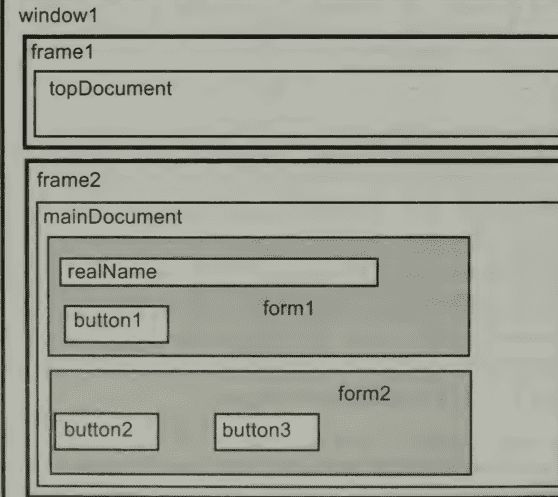 window1
frame1
topDocument
frame2
mainDocument
realName
form1
button1
form2
button2
button3